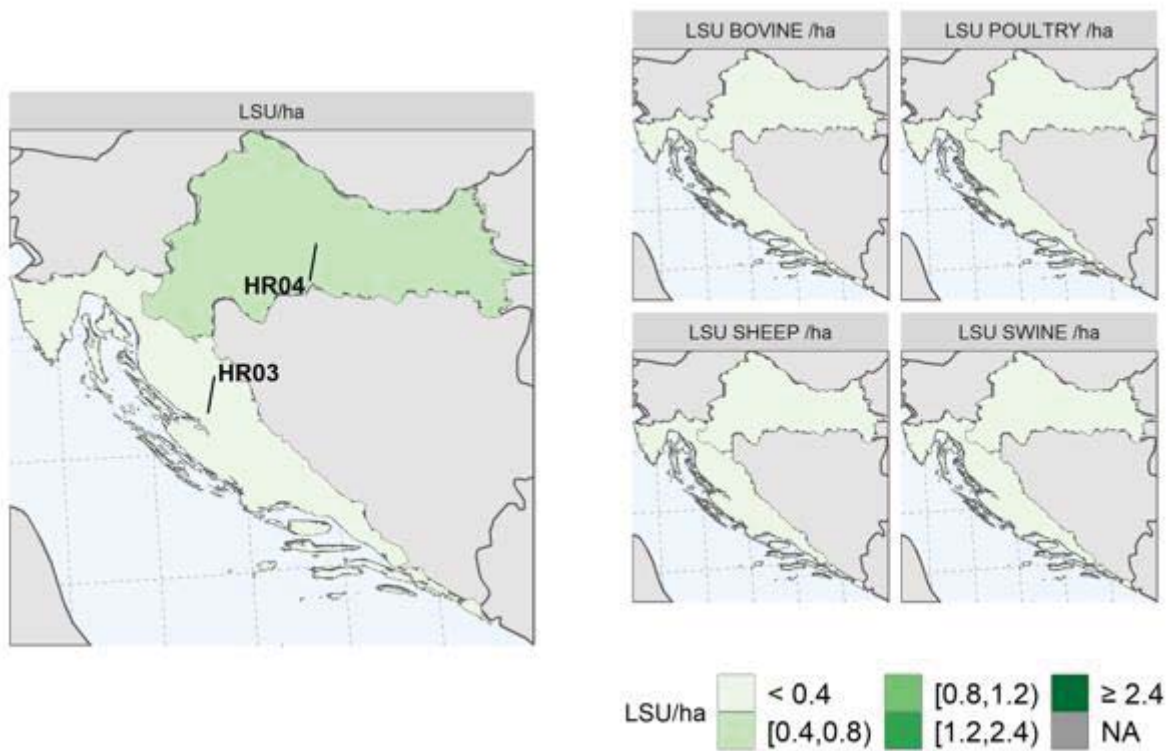 LSU/ha
HR04
HR03
LSU BOVINE /ha
LSU POULTRY /ha
LSU SHEEP /ha
LSU SWINE /ha
LSU/ha
< 0.4
[0.4,0.8)
[0.8,1.2)
[1.2,2.4)
≥ 2.4
NA